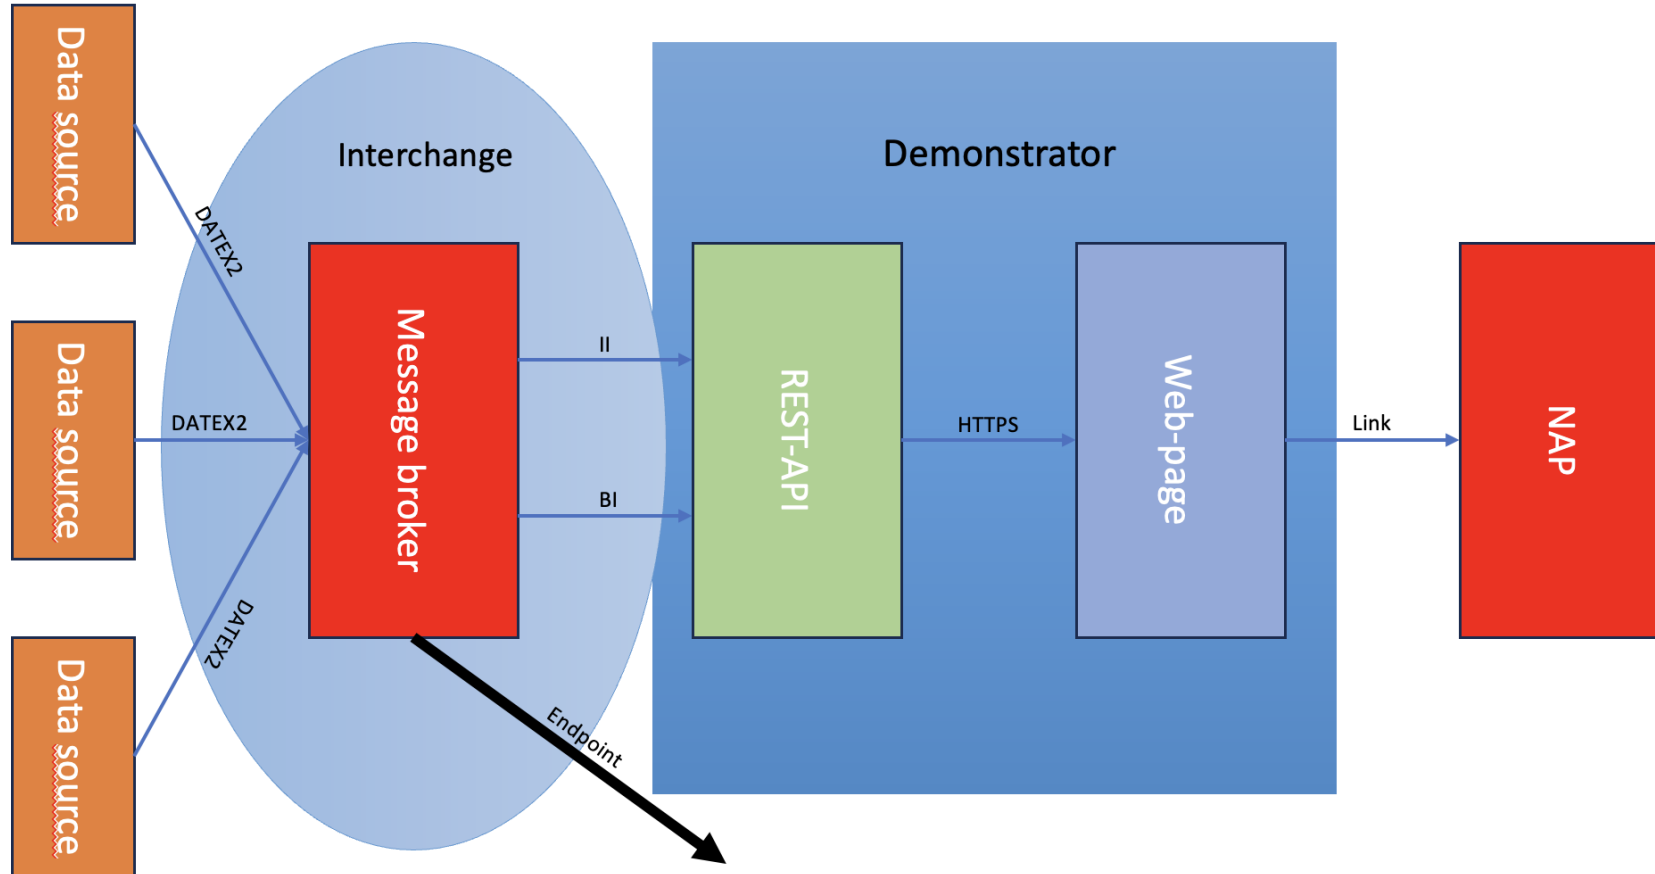 Data source
DATEX2
Data source
DATEX2
Data source
DATEX2
Interchange
Message broker
II
BI
Endpoint
Demonstrator
REST-API
HTTPS
Web-page
Link
NAP